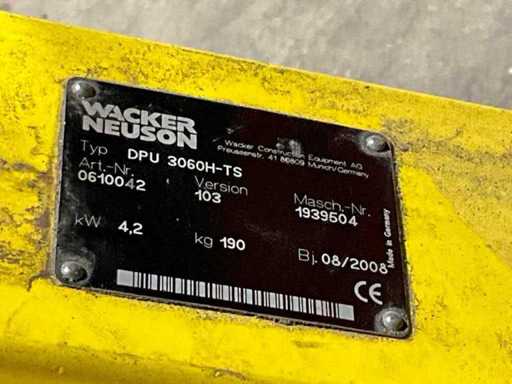 WACKER
NEUSON
Wacker Construction Equipment AG
Preussenstr. 41 80809 Munich/Germany
Typ DPU 3060H-TS
Art.-Nr. Version Masch.-Nr.
0610042 103 1939504
kW 4,2 kg 190 Bj. 08/2008
Made in Germany
CE